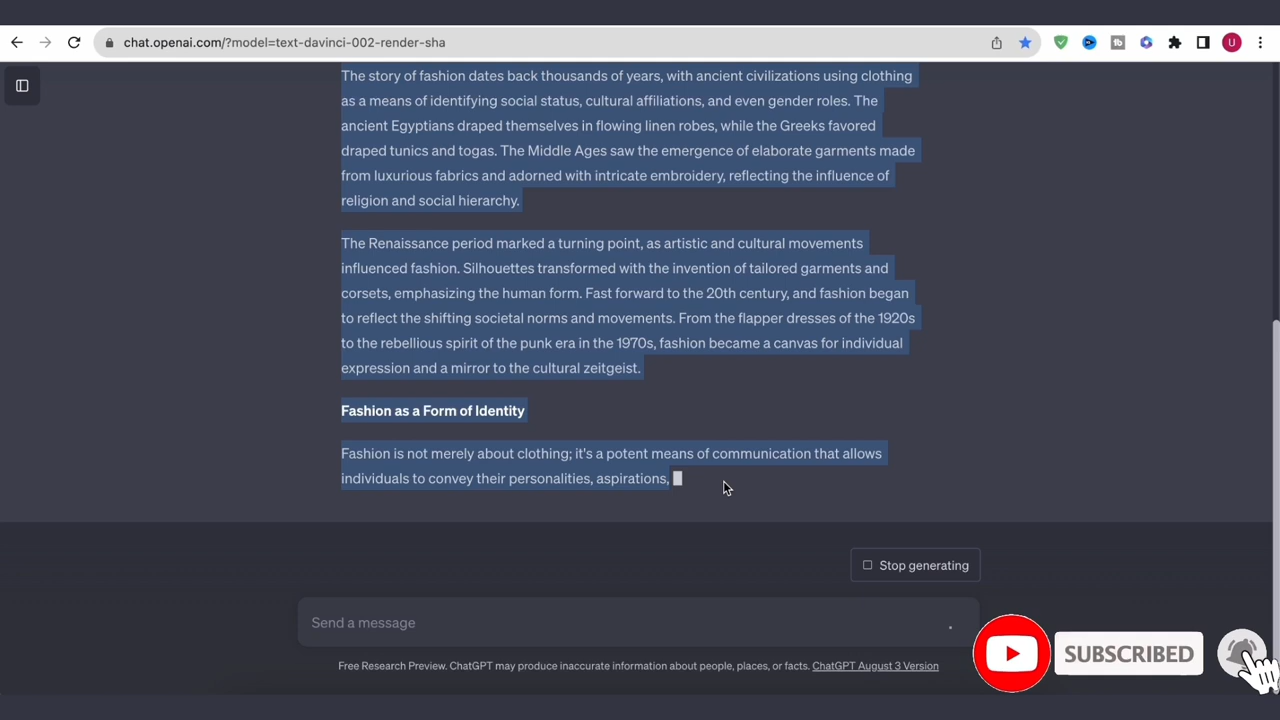 chat.openai.com/?model=text-davinci-002-render-sha
U
The story of fashion dates back thousands of years, with ancient civilizations using clothing
as a means of identifying social status, cultural affiliations, and even gender roles. The
ancient Egyptians draped themselves in flowing linen robes, while the Greeks favored
draped tunics and togas. The Middle Ages saw the emergence of elaborate garments made
from luxurious fabrics and adorned with intricate embroidery, reflecting the influence of
religion and social hierarchy.
The Renaissance period marked a turning point, as artistic and cultural movements
influenced fashion. Silhouettes transformed with the invention of tailored garments and
corsets, emphasizing the human form. Fast forward to the 20th century, and fashion began
to reflect the shifting societal norms and movements. From the flapper dresses of the 1920s
to the rebellious spirit of the punk era in the 1970s, fashion became a canvas for individual
expression and a mirror to the cultural zeitgeist.
Fashion as a Form of Identity
Fashion is not merely about clothing; it's a potent means of communication that allows
individuals to convey their personalities, aspirations,
Stop generating
Send a message
Free Research Preview. ChatGPT may produce inaccurate information about people, places, or facts. ChatGPT August 3 Version
SUBSCRIBED